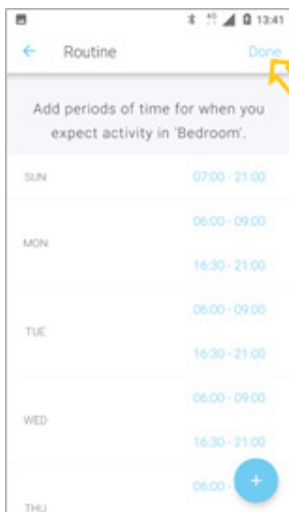 4G 13:41
Routine Done
Add periods of time for when you
expect activity in 'Bedroom'.
SUN 07:00 - 21:00
06:00 - 09:00
MON
16:30 - 21:00
06:00 - 09:00
TUE
16:30 - 21:00
06:00 - 09:00
WED
16:30 - 21:00
06:00 -
THU